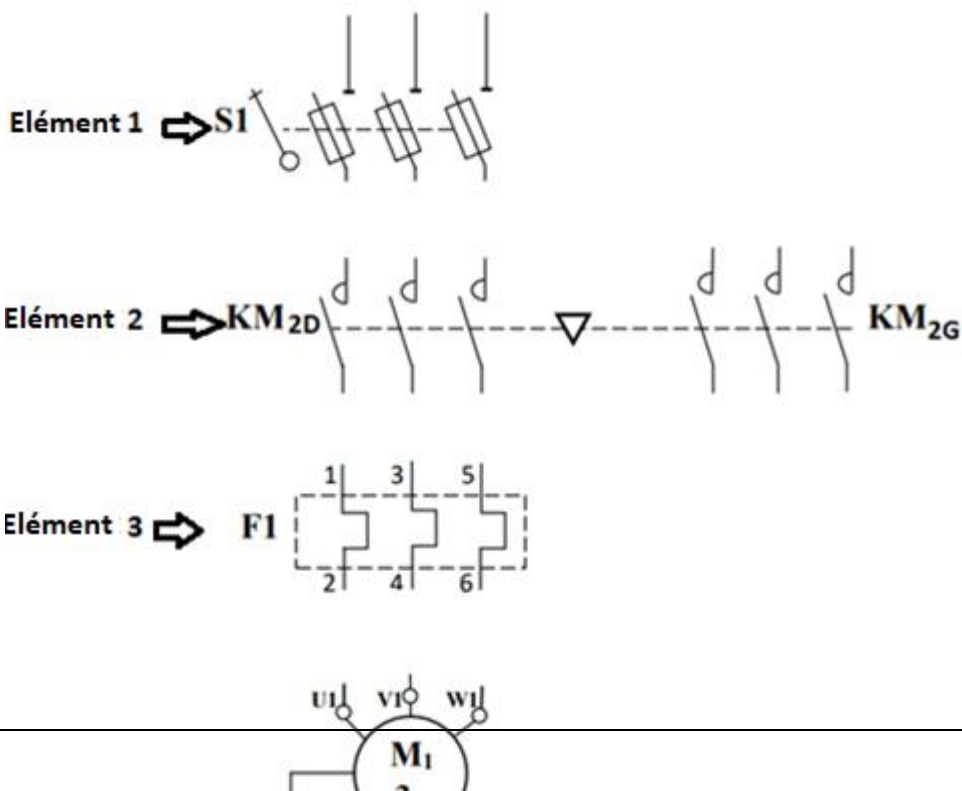 Elément 1 S1
Elément 2 KM2D KM2G
1 3 5
Elément 3 F1
2 4 6
U1 V1 W1
M1